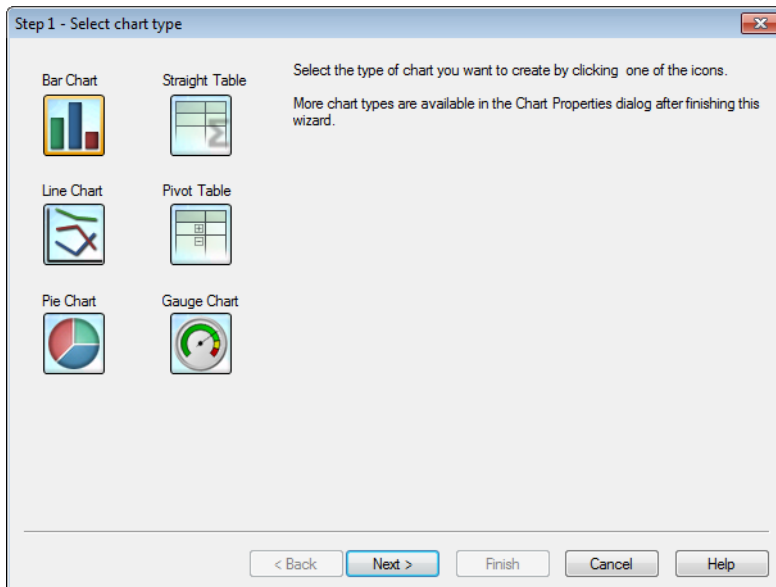 Step 1 - Select chart type
Bar Chart
Straight Table
Select the type of chart you want to create by clicking one of the icons.
More chart types are available in the Chart Properties dialog after finishing this
wizard.
Line Chart
Pivot Table
Pie Chart
Gauge Chart
< Back
Next >
Finish
Cancel
Help